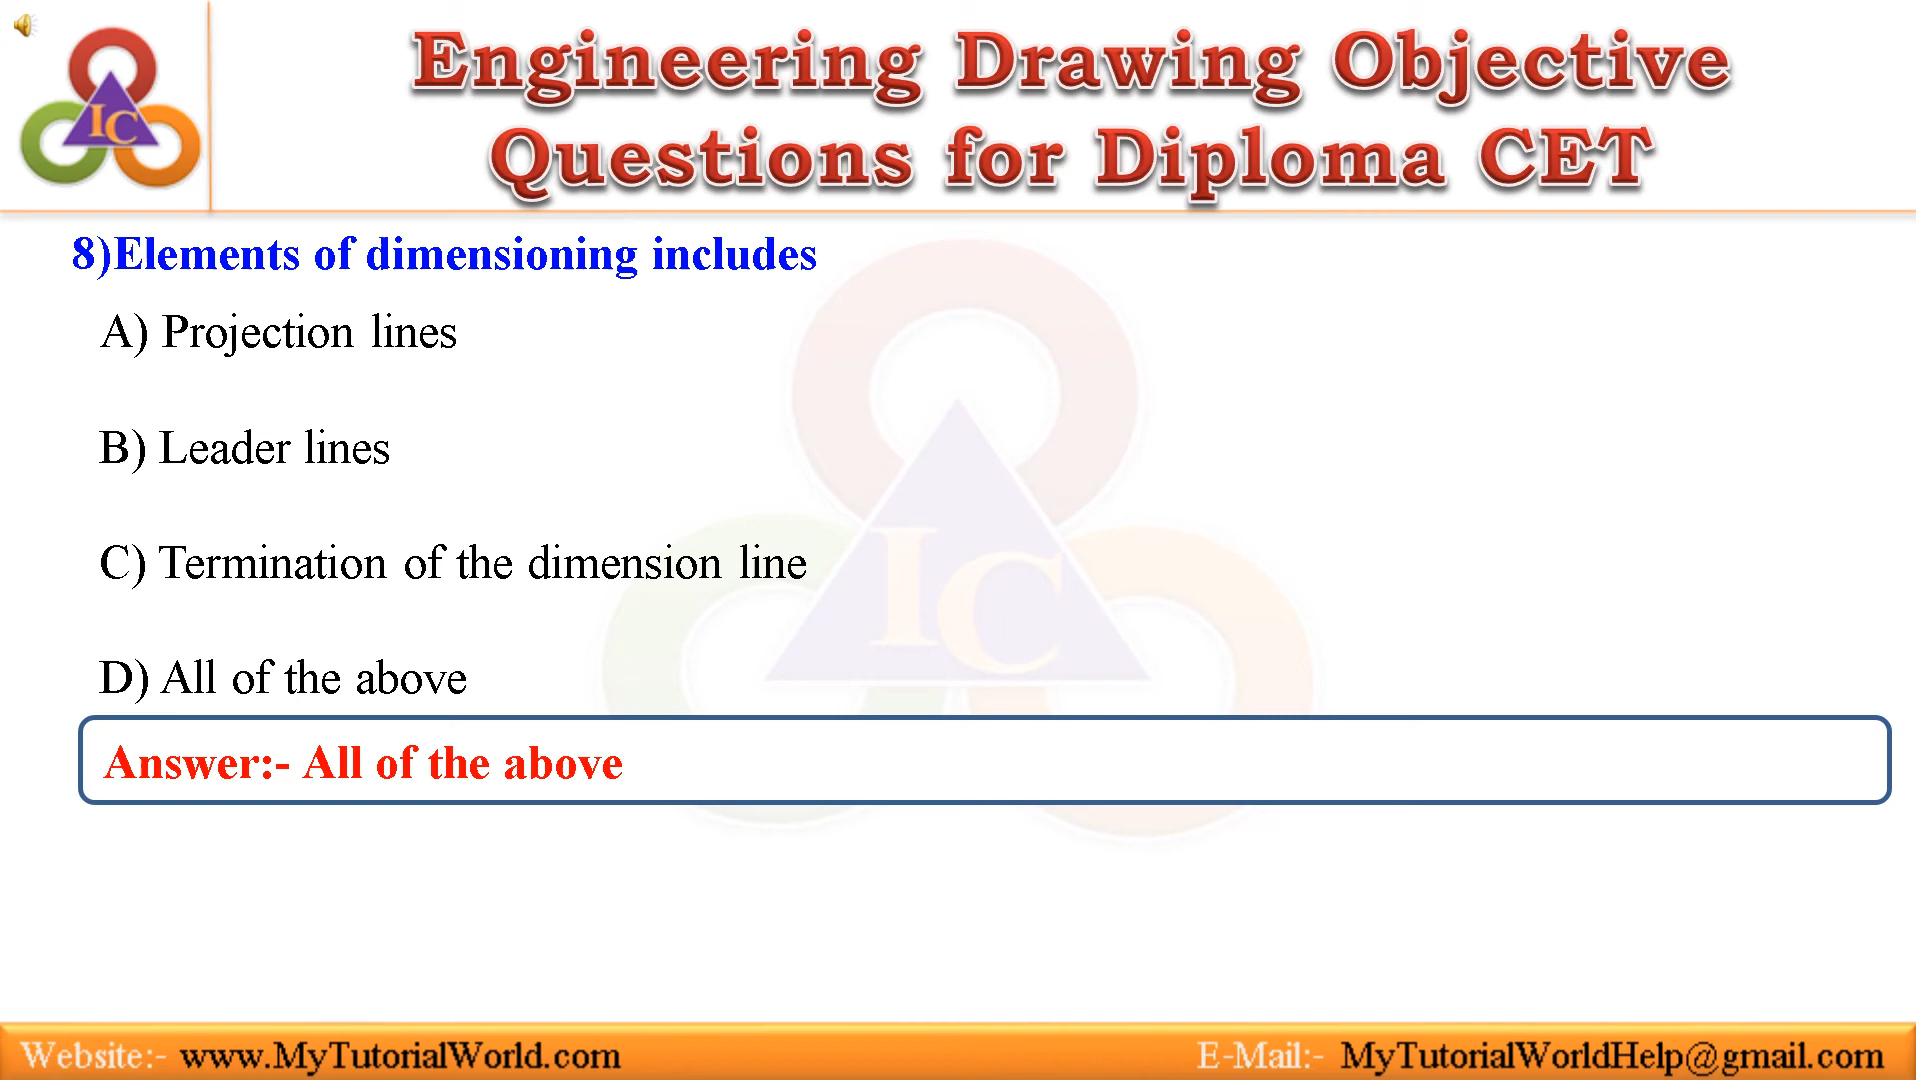 IC
Engineering Drawing Objective
Questions for Diploma CET
8)Elements of dimensioning includes
A) Projection lines
B) Leader lines
C) Termination of the dimension line
D) All of the above
IC
Answer:- All of the above
Website:- www.MyTutorialWorld.com
E-Mail:- MyTutorialWorldHelp@gmail.com